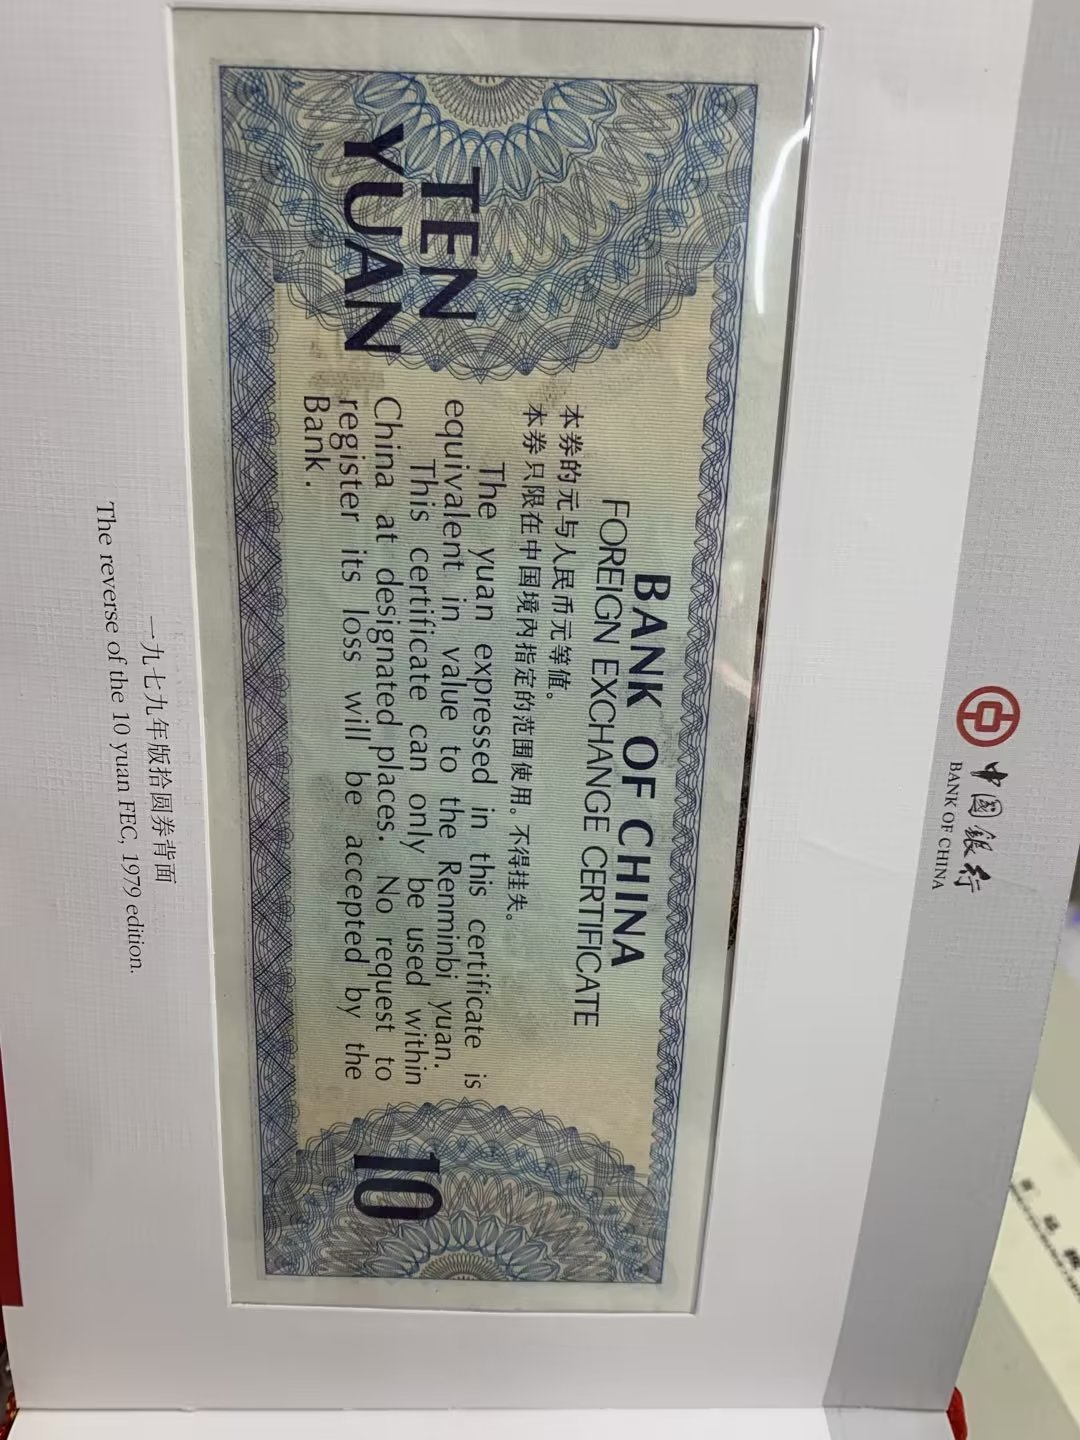 中国银行
BANK OF CHINA
BANK OF CHINA
FOREIGN EXCHANGE CERTIFICATE
本券的元与人民币元等值。
本券只限在中国境内指定的范围使用。不得挂失。
The yuan expressed in this certificate is
equivalent in value to the Renminbi yuan.
This certificate can only be used within
China at designated places. No request to
register its loss will be accepted by the
Bank.
TEN
YUAN
10
一九七九年版拾圆券背面
The reverse of the 10 yuan FEC, 1979 edition.